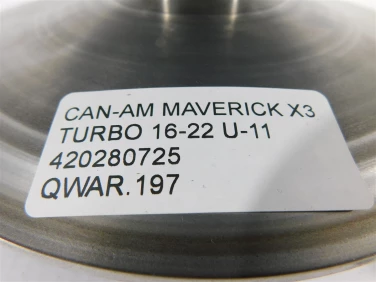 CAN-AM MAVERICK X3
TURBO 16-22 U-11
420280725
QWAR.197